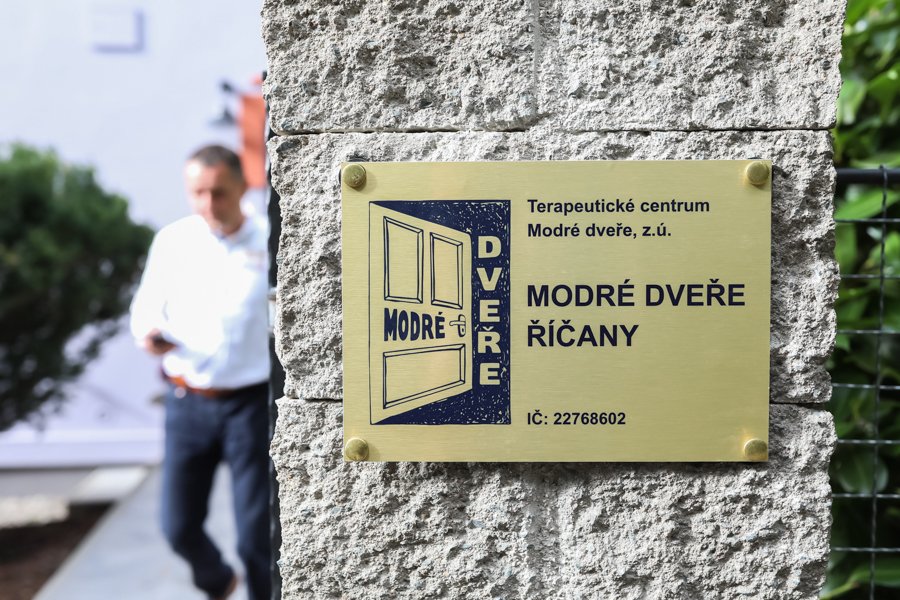 MODRÉ
DVEŘE
Terapeutické centrum
Modré dveře, z.ú.
MODRÉ DVEŘE
ŘÍČANY
IČ: 22768602